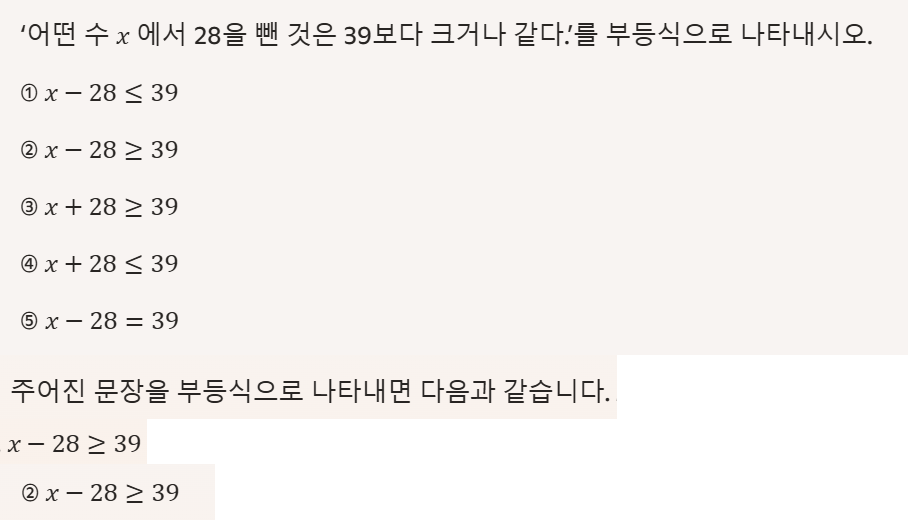 ‘어떤 수 x 에서 28을 뺀 것은 39보다 크거나 같다.’를 부등식으로 나타내시오.
① x − 28 ≤ 39
② x − 28 ≥ 39
③ x + 28 ≥ 39
④ x + 28 ≤ 39
⑤ x − 28 = 39
주어진 문장을 부등식으로 나타내면 다음과 같습니다.
x − 28 ≥ 39
② x − 28 ≥ 39